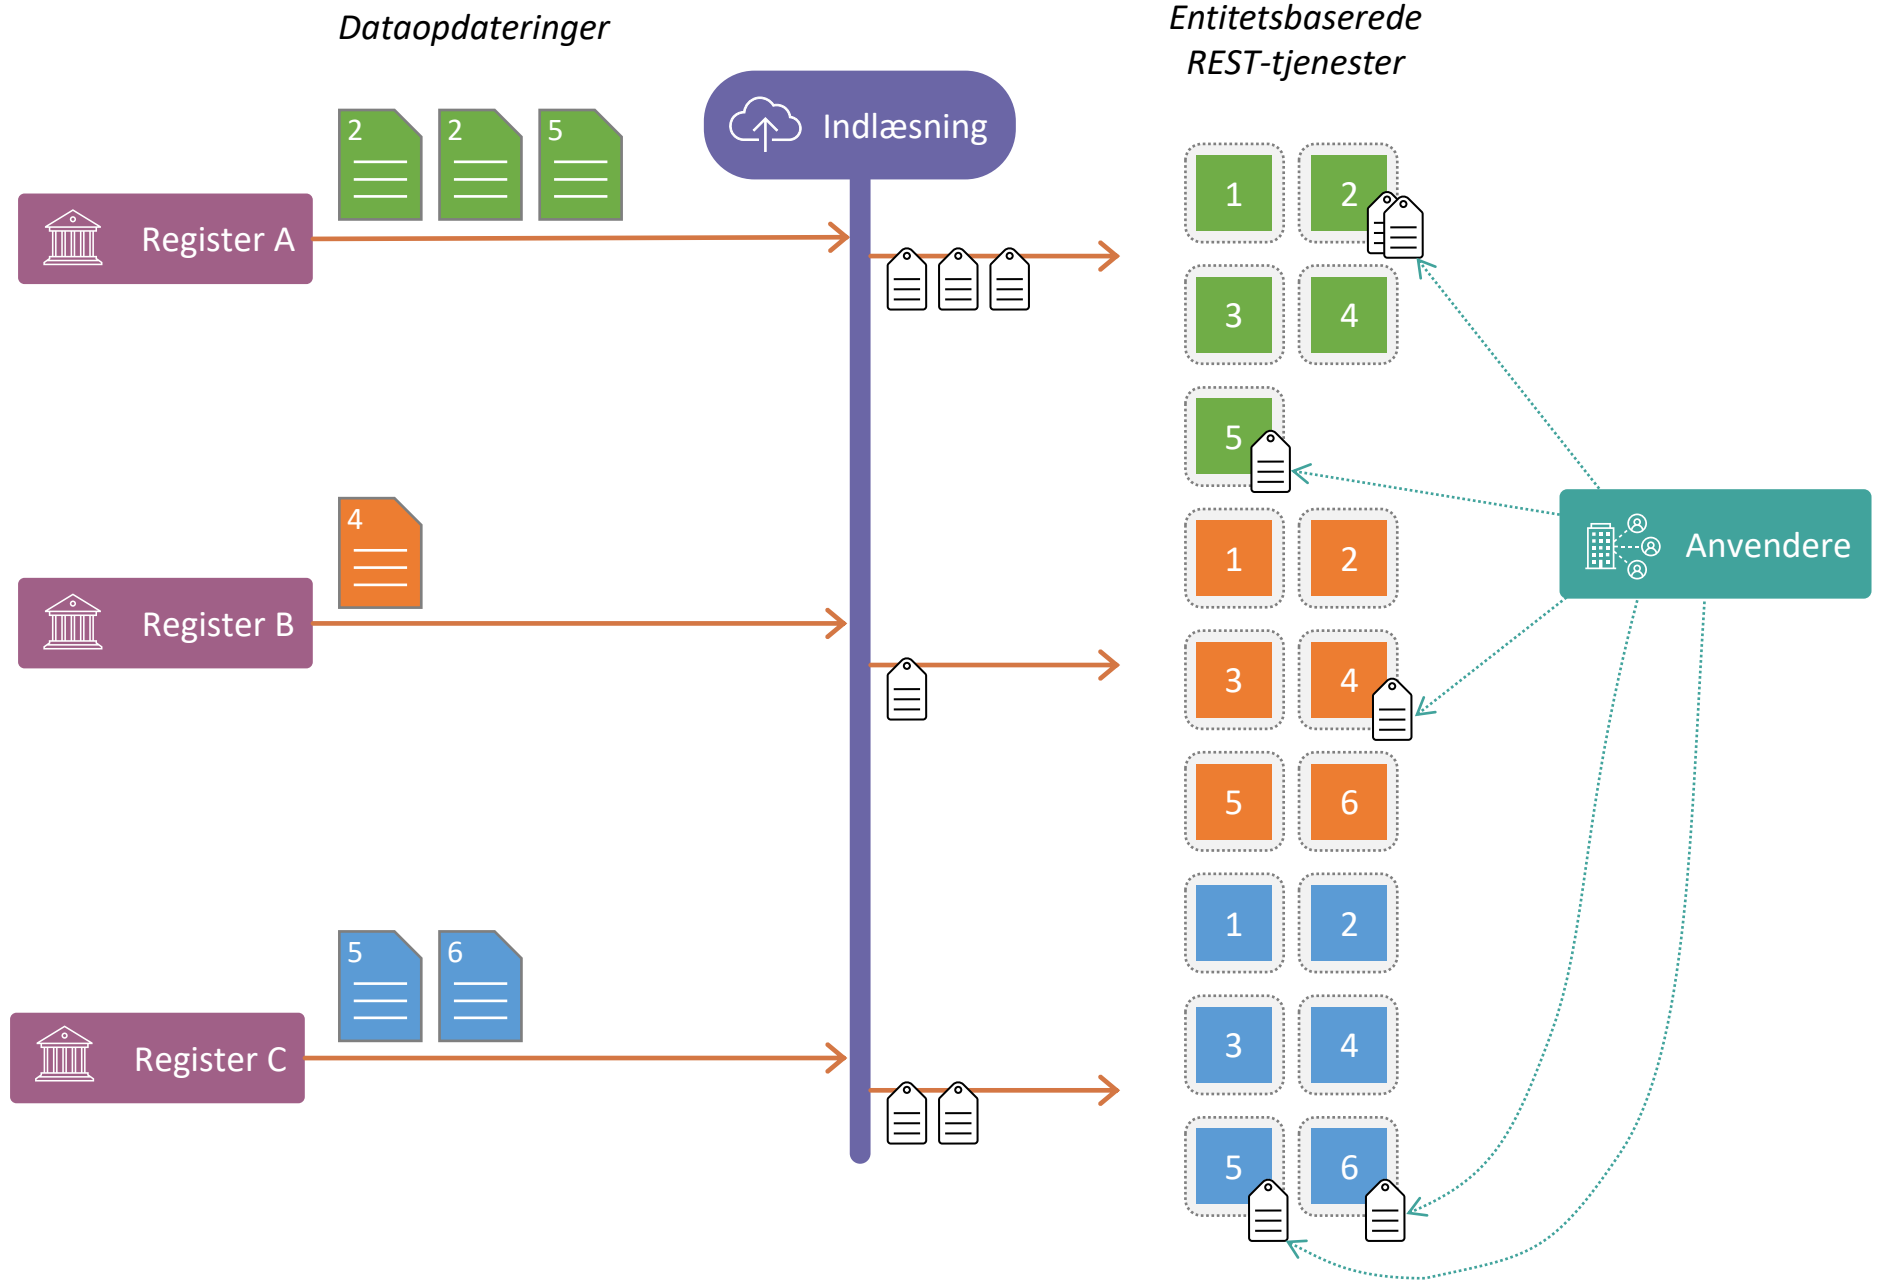 Dataopdateringer
Entitetsbaserede
REST-tjenester
2 2 5
Indlæsning
Register A
1 2
3 4
5
4
Register B
1 2
3 4
5 6
Anvendere
5 6
Register C
1 2
3 4
5 6